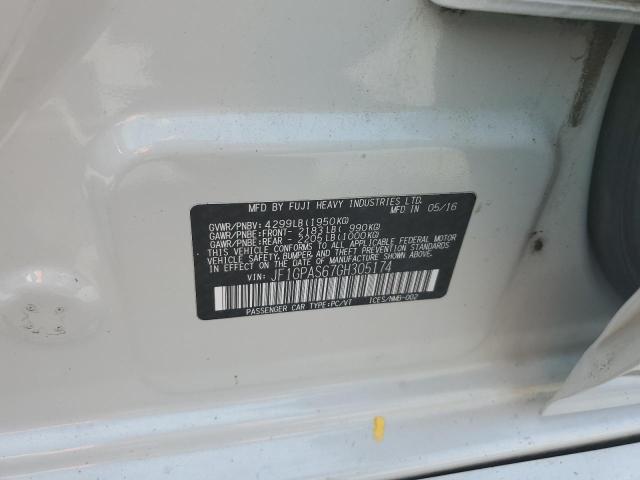 MFD BY FUJI HEAVY INDUSTRIES LTD.
MFD IN 05/16
GVWR/PNBV: 4299LB(1950KG)
GAWR/PNBE:FRONT- 2183LB( 990KG)
GAWR/PNBE:REAR - 2205LB(1000KG)
THIS VEHICLE CONFORMS TO ALL APPLICABLE FEDERAL MOTOR
VEHICLE SAFETY, BUMPER, AND THEFT PREVENTION STANDARDS
IN EFFECT ON THE DATE OF MANUFACTURE SHOWN ABOVE.
VIN: JF1GPAS67GH305174
PASSENGER CAR TYPE:PC/VT ICES/NMB-002